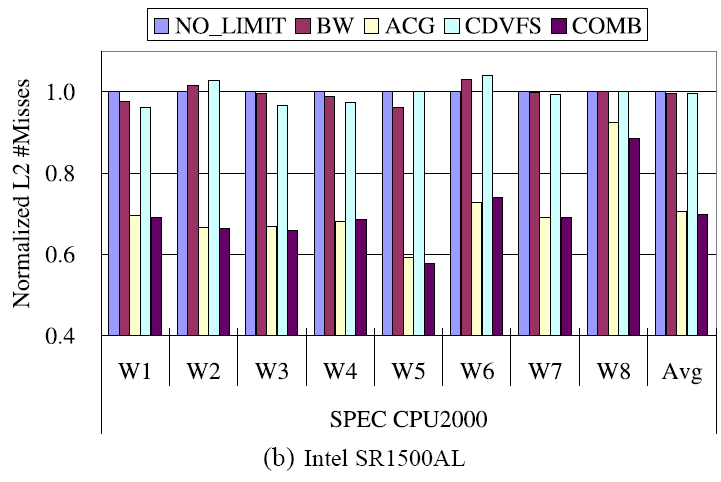 NO_LIMIT BW ACG CDVFS COMB
Normalized L2 #Misses
1.0
0.8
0.6
0.4
W1 W2 W3 W4 W5 W6 W7 W8 Avg
SPEC CPU2000
(b) Intel SR1500AL